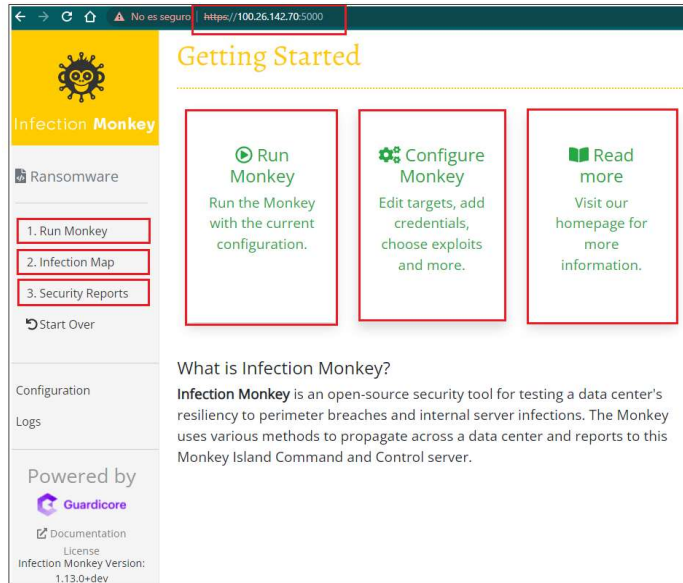 No es seguro | https://100.26.142.70:5000
Infection Monkey
Ransomware
1. Run Monkey
2. Infection Map
3. Security Reports
Start Over
Configuration
Logs
Powered by
Guardicore
Documentation
License
Infection Monkey Version:
1.13.0+dev
Getting Started
Run
Monkey
Run the Monkey
with the current
configuration.
Configure
Monkey
Edit targets, add
credentials,
choose exploits
and more.
Read
more
Visit our
homepage for
more
information.
What is Infection Monkey?
Infection Monkey is an open-source security tool for testing a data center's
resiliency to perimeter breaches and internal server infections. The Monkey
uses various methods to propagate across a data center and reports to this
Monkey Island Command and Control server.